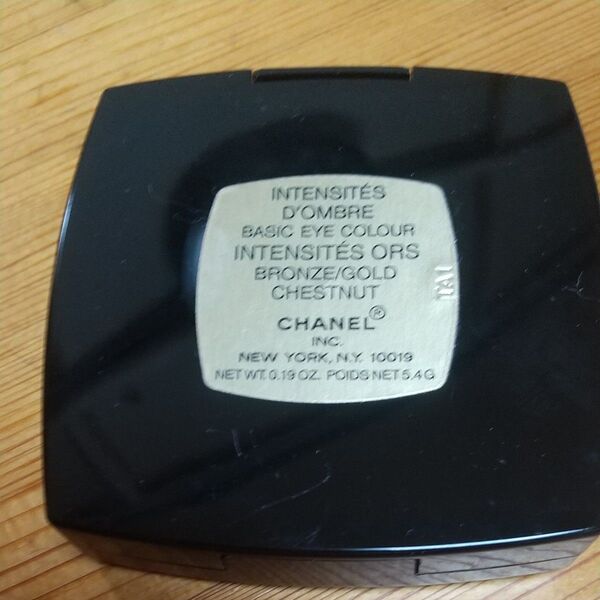 INTENSITÉS
D'OMBRE
BASIC EYE COLOUR
INTENSITÉS ORS
BRONZE/GOLD
CHESTNUT
CHANEL®
INC.
NEW YORK, N.Y. 10019
NET WT. 0.19 OZ. POIDS NET 5.4 G